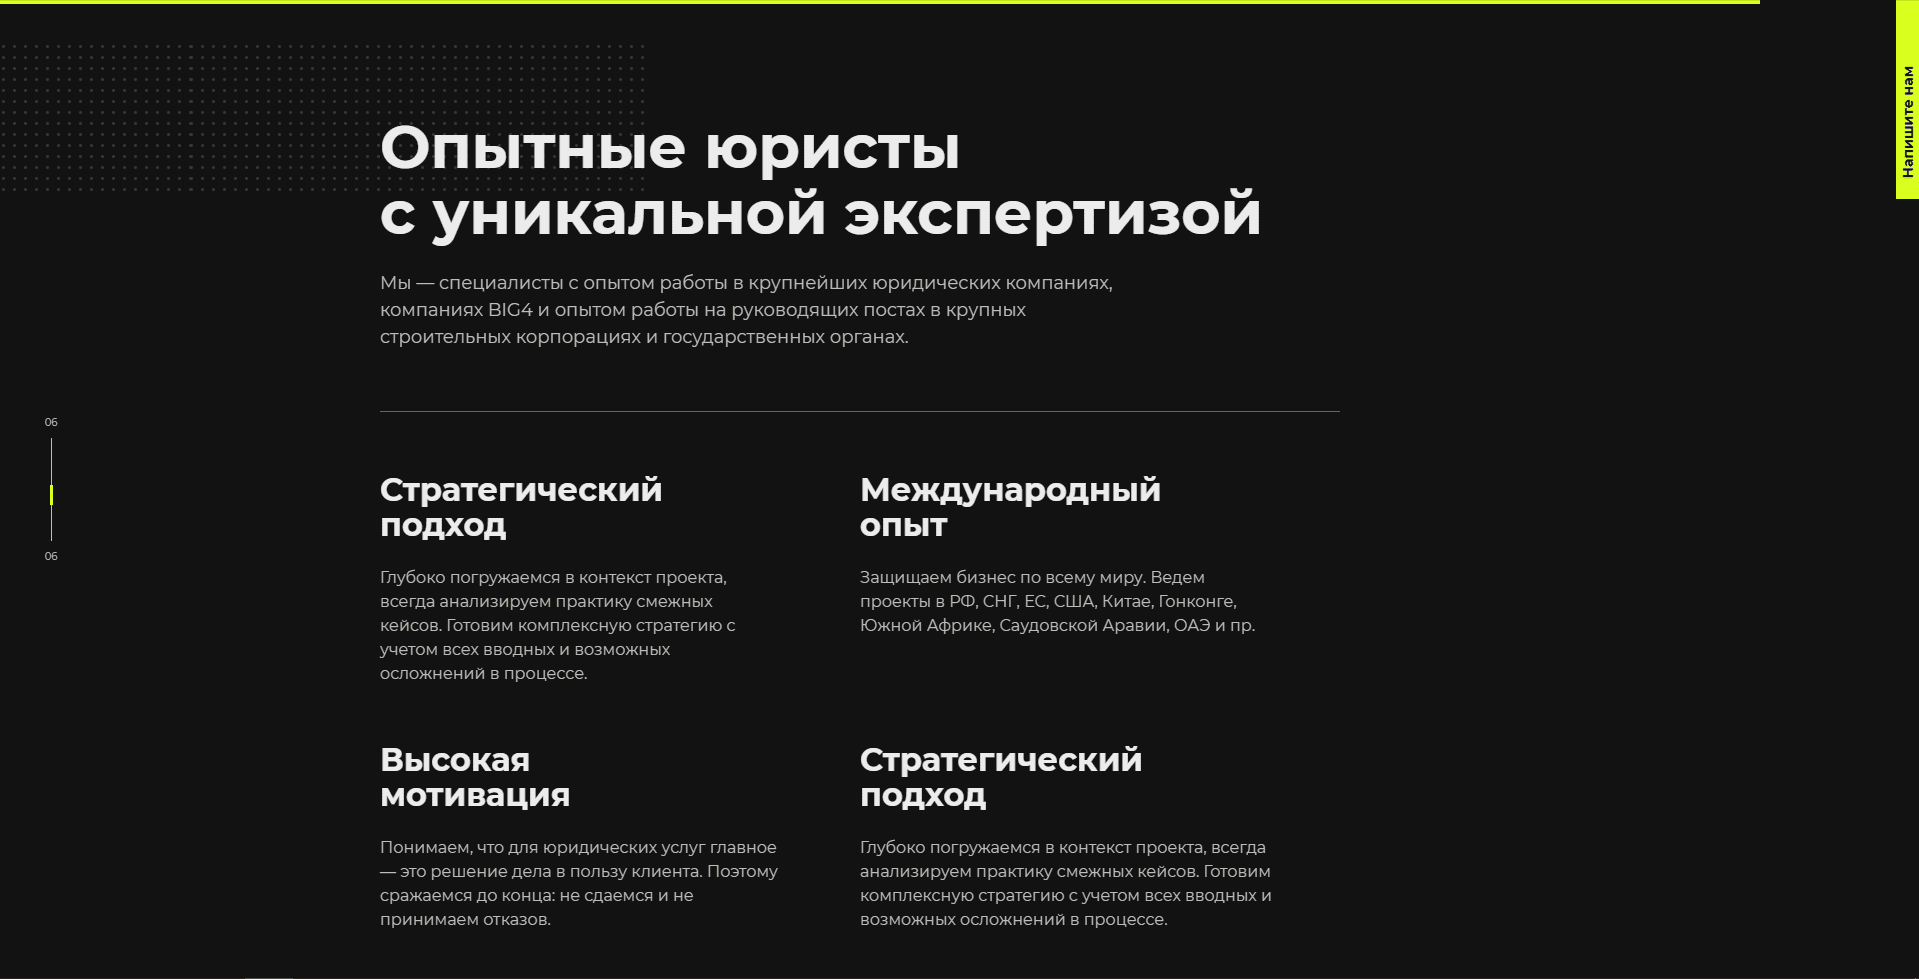 Напишите нам
Опытные юристы
с уникальной экспертизой
Мы — специалисты с опытом работы в крупнейших юридических компаниях,
компаниях BIG4 и опытом работы на руководящих постах в крупных
строительных корпорациях и государственных органах.
06
06
Стратегический
подход
Глубоко погружаемся в контекст проекта,
всегда анализируем практику смежных
кейсов. Готовим комплексную стратегию с
учетом всех вводных и возможных
осложнений в процессе.
Международный
опыт
Защищаем бизнес по всему миру. Ведем
проекты в РФ, СНГ, ЕС, США, Китае, Гонконге,
Южной Африке, Саудовской Аравии, ОАЭ и пр.
Высокая
мотивация
Понимаем, что для юридических услуг главное
— это решение дела в пользу клиента. Поэтому
сражаемся до конца: не сдаемся и не
принимаем отказов.
Стратегический
подход
Глубоко погружаемся в контекст проекта, всегда
анализируем практику смежных кейсов. Готовим
комплексную стратегию с учетом всех вводных и
возможных осложнений в процессе.